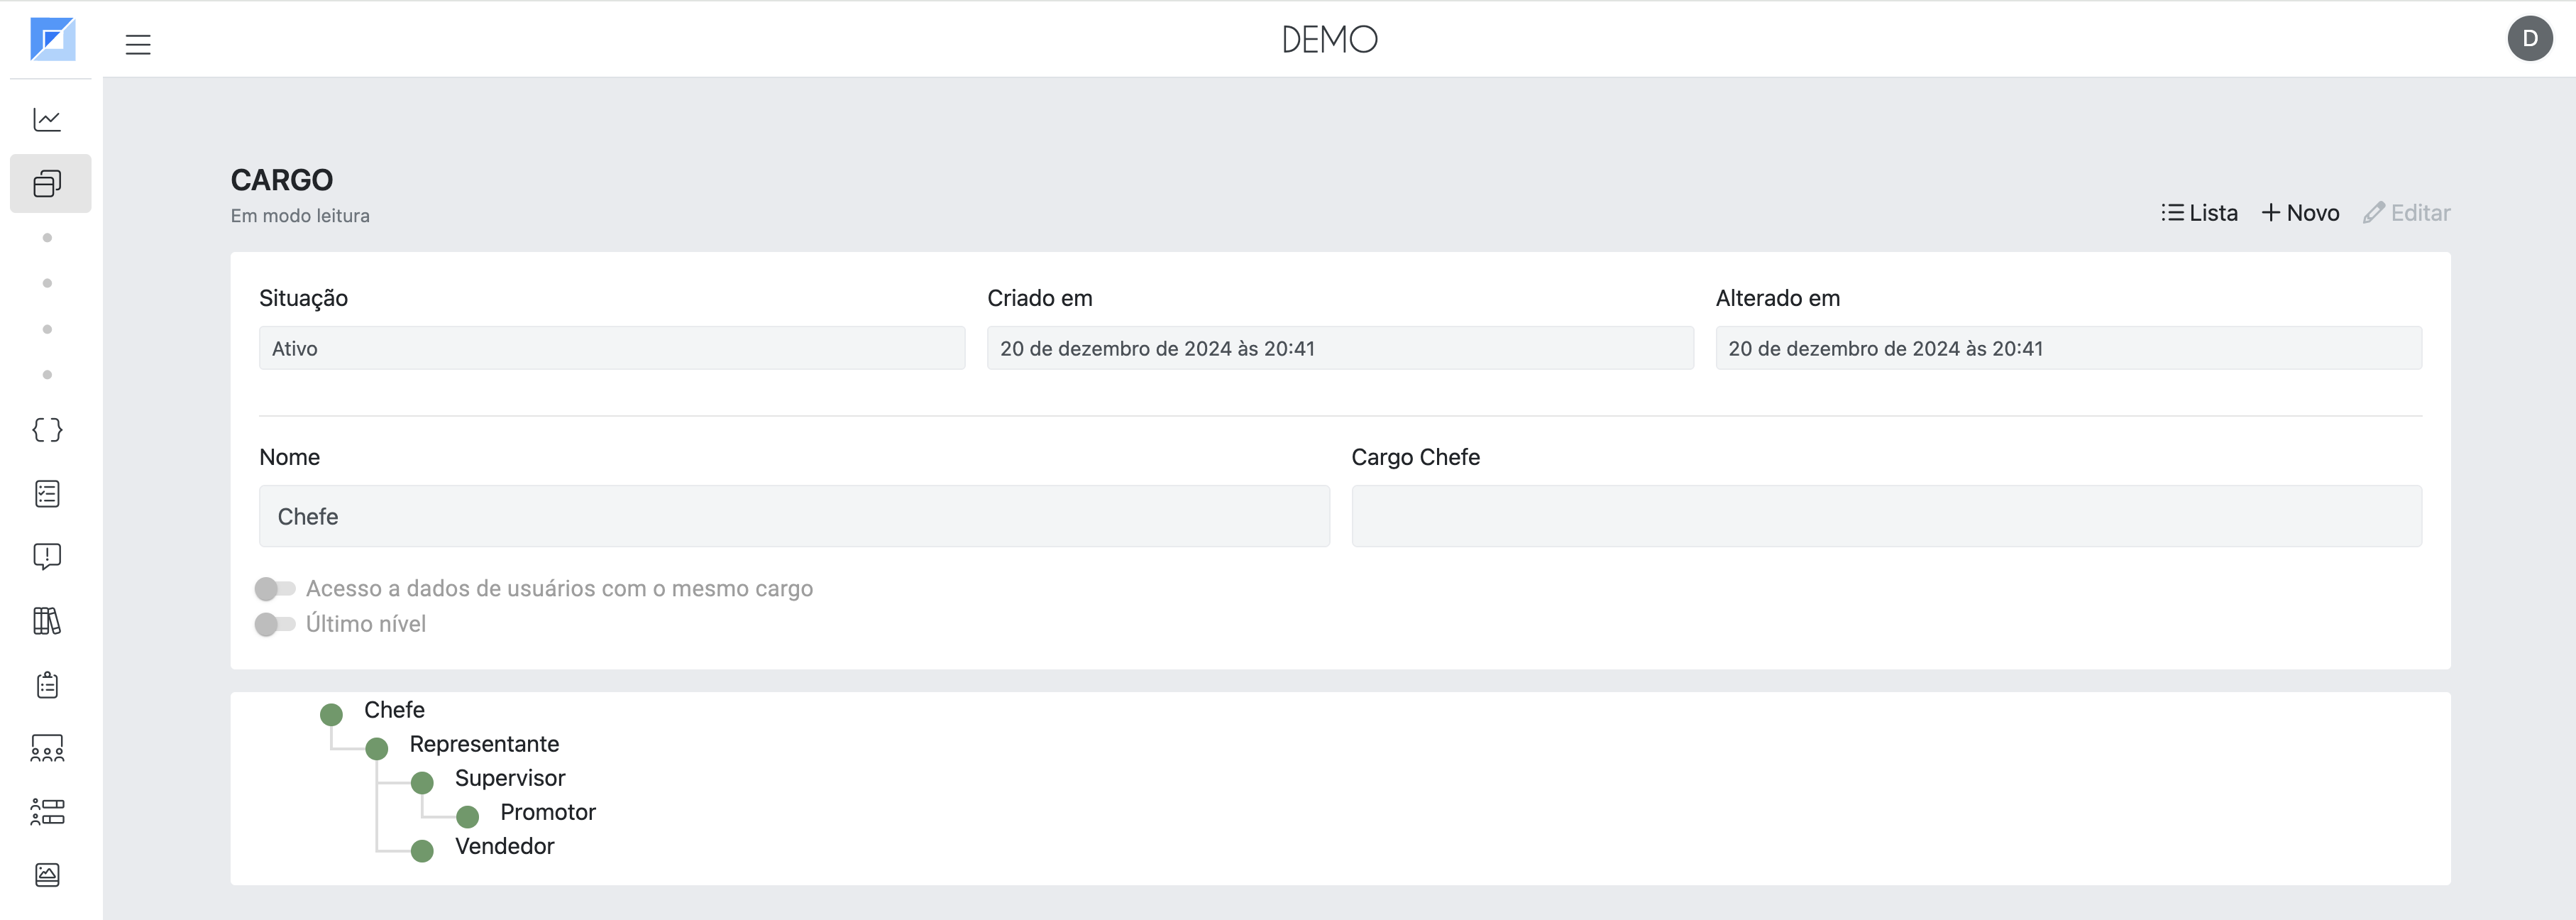 DEMO
D
CARGO
Em modo leitura
Lista
Novo
Editar
Situação
Criado em
Alterado em
Ativo
20 de dezembro de 2024 às 20:41
20 de dezembro de 2024 às 20:41
Nome
Cargo Chefe
Chefe
Acesso a dados de usuários com o mesmo cargo
Último nível
Chefe
Representante
Supervisor
Promotor
Vendedor